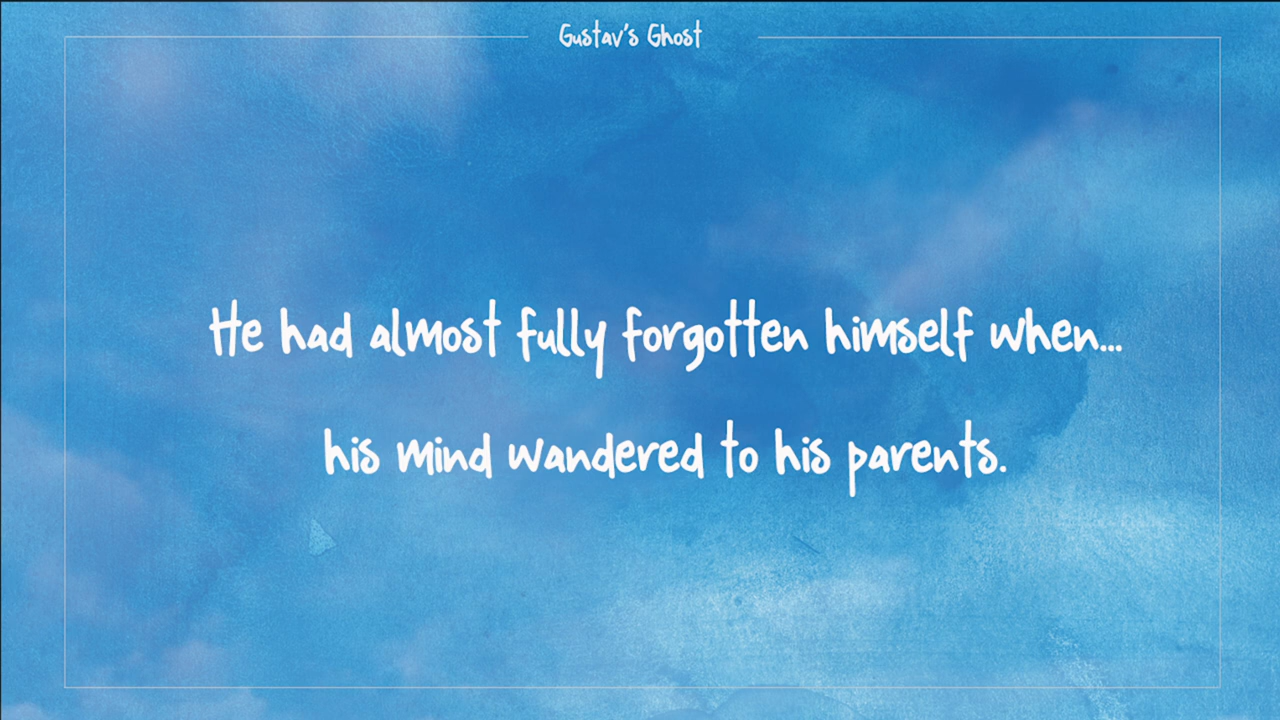 Gustav's Ghost
He had almost fully forgotten himself when...
his mind wandered to his parents.